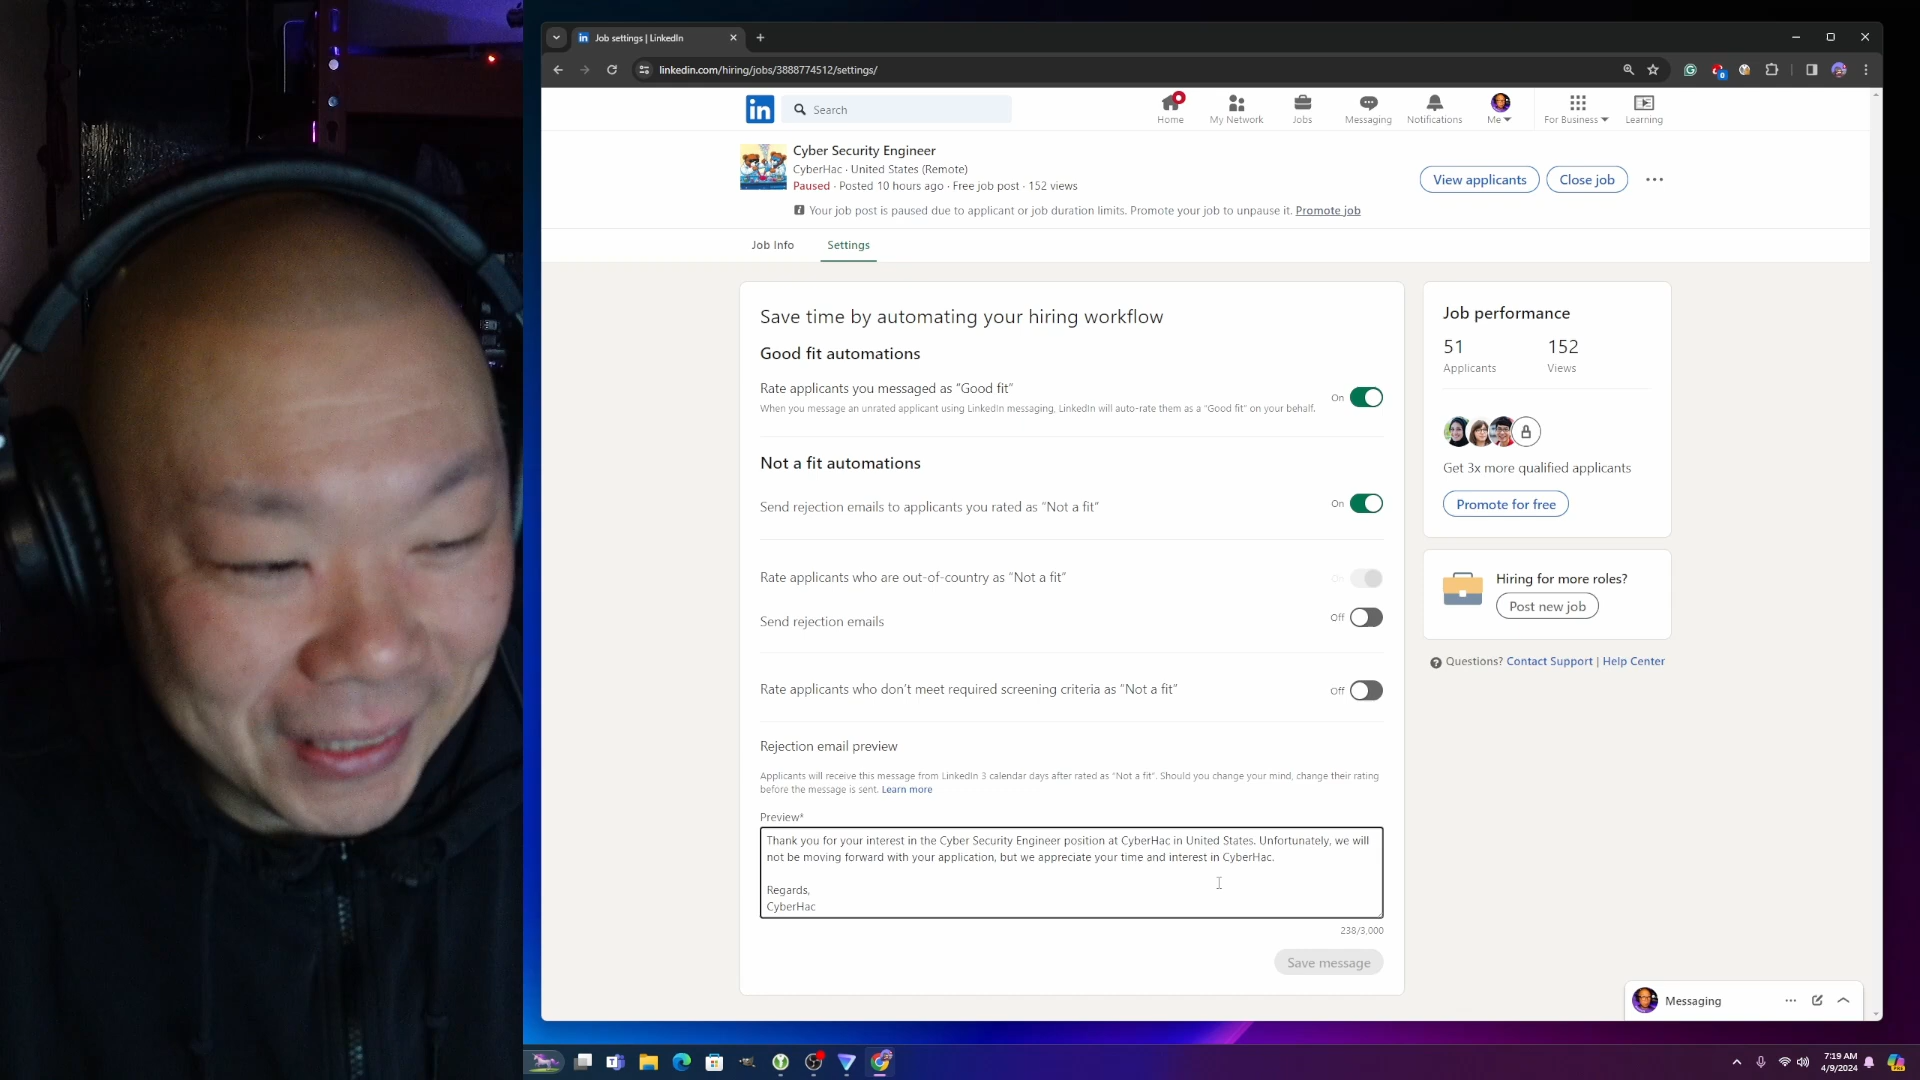 Job settings | LinkedIn
linkedin.com/hiring/jobs/3888774512/settings/
in
Search
Home
My Network
Jobs
Messaging
Notifications
Me
For Business
Learning
Cyber Security Engineer
CyberHac · United States (Remote)
Paused · Posted 10 hours ago · Free job post · 152 views
Your job post is paused due to applicant or job duration limits. Promote your job to unpause it. Promote job
View applicants
Close job
Job Info
Settings
Save time by automating your hiring workflow
Good fit automations
Rate applicants you messaged as “Good fit”
When you message an unrated applicant using LinkedIn messaging, LinkedIn will auto-rate them as a “Good fit” on your behalf.
On
Not a fit automations
Send rejection emails to applicants you rated as “Not a fit”
On
Rate applicants who are out-of-country as “Not a fit”
On
Send rejection emails
Off
Rate applicants who don’t meet required screening criteria as “Not a fit”
Off
Rejection email preview
Applicants will receive this message from LinkedIn 3 calendar days after rated as “Not a fit”. Should you change your mind, change their rating
before the message is sent. Learn more
Preview*
Thank you for your interest in the Cyber Security Engineer position at CyberHac in United States. Unfortunately, we will
not be moving forward with your application, but we appreciate your time and interest in CyberHac.
Regards,
CyberHac
238/3,000
Save message
Job performance
51
152
Applicants
Views
Get 3x more qualified applicants
Promote for free
Hiring for more roles?
Post new job
Questions? Contact Support | Help Center
Messaging
7:19 AM
4/9/2024